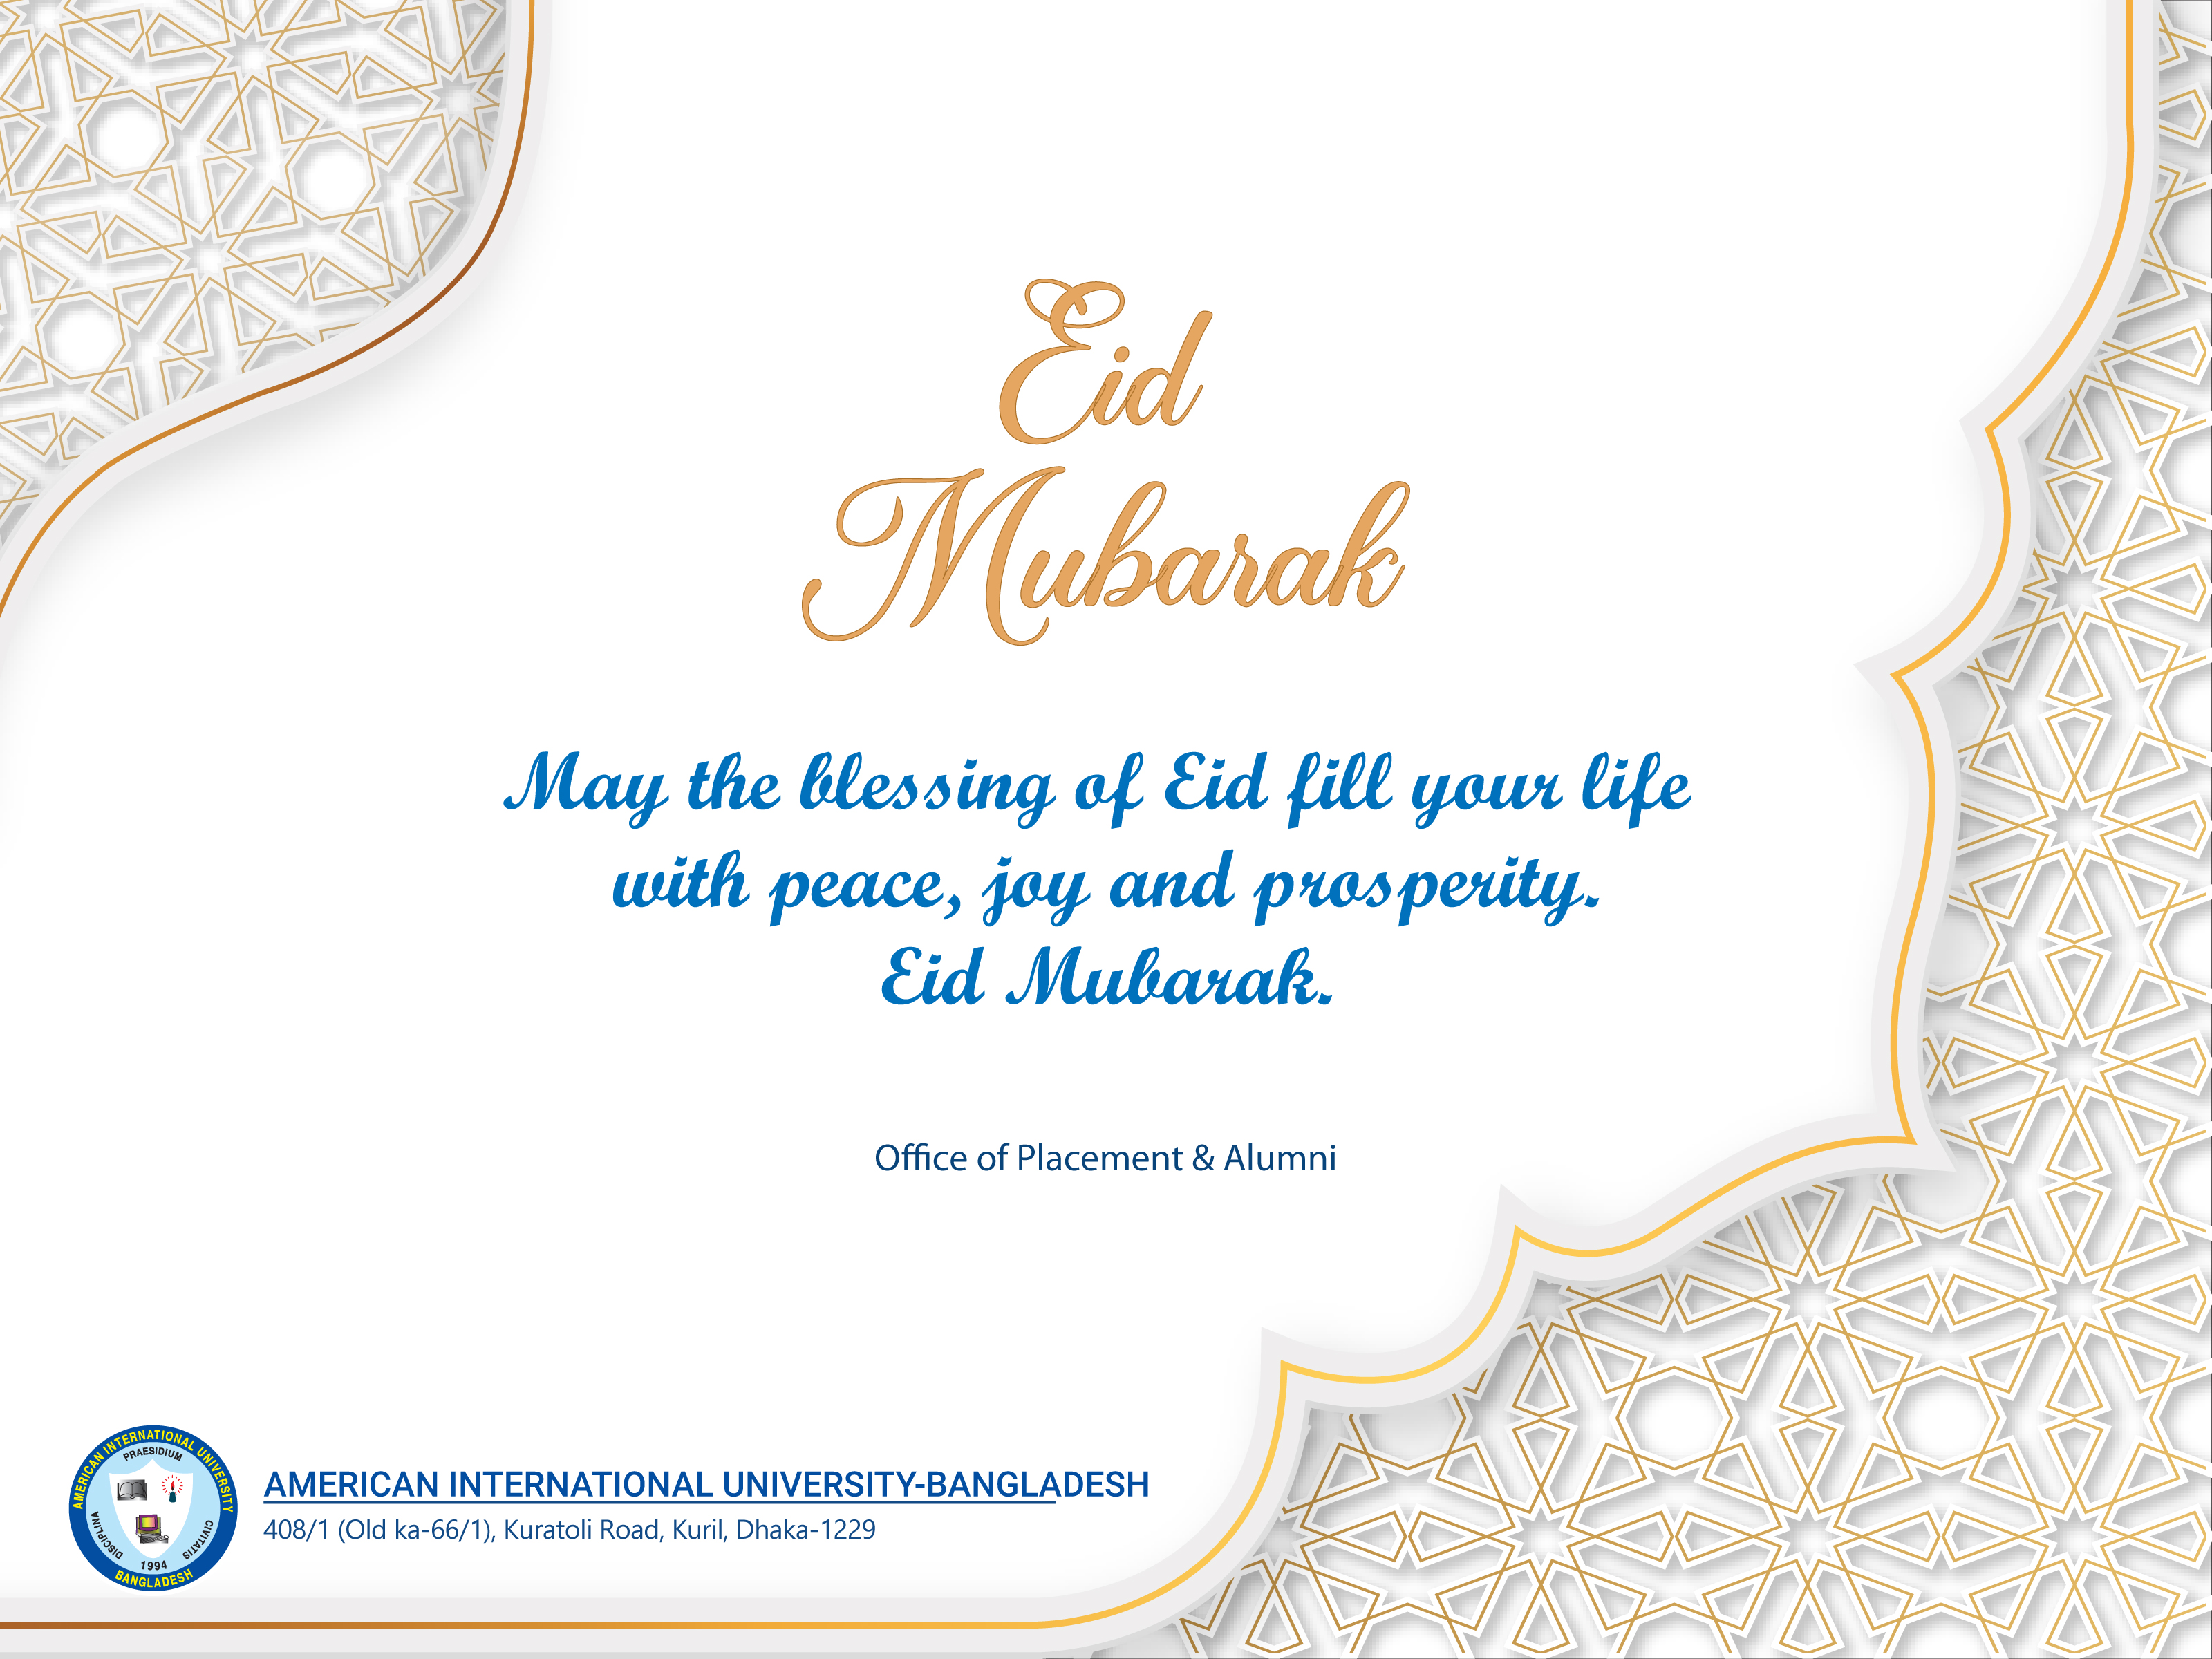 Eid
Mubarak
May the blessing of Eid fill your life
with peace, joy and prosperity.
Eid Mubarak.
Office of Placement & Alumni
AMERICAN INTERNATIONAL UNIVERSITY
PRAESIDIUM
DISCIPLINA
CIVITATIS
1994
BANGLADESH
AMERICAN INTERNATIONAL UNIVERSITY-BANGLADESH
408/1 (Old ka-66/1), Kuratoli Road, Kuril, Dhaka-1229